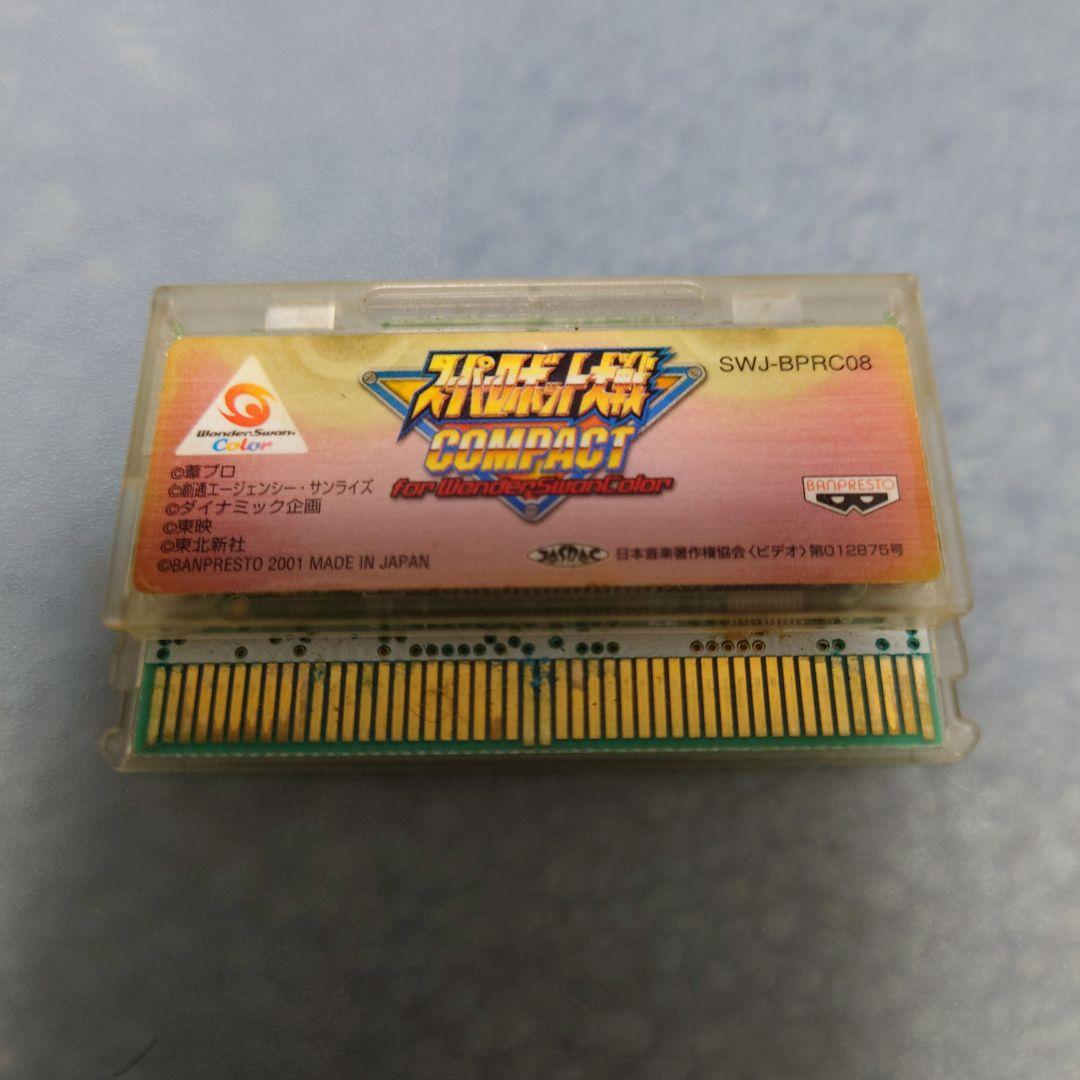 スーパーロボット大戦
COMPACT
for WonderSwanColor
SWJ-BPRC08
WonderSwan
Color
©葦プロ
©創通エージェンシー・サンライズ
©ダイナミック企画
©東映
©東北新社
©BANPRESTO 2001 MADE IN JAPAN
BANPRESTO
JASRAC
日本音楽著作権協会〈ビデオ〉第012875号